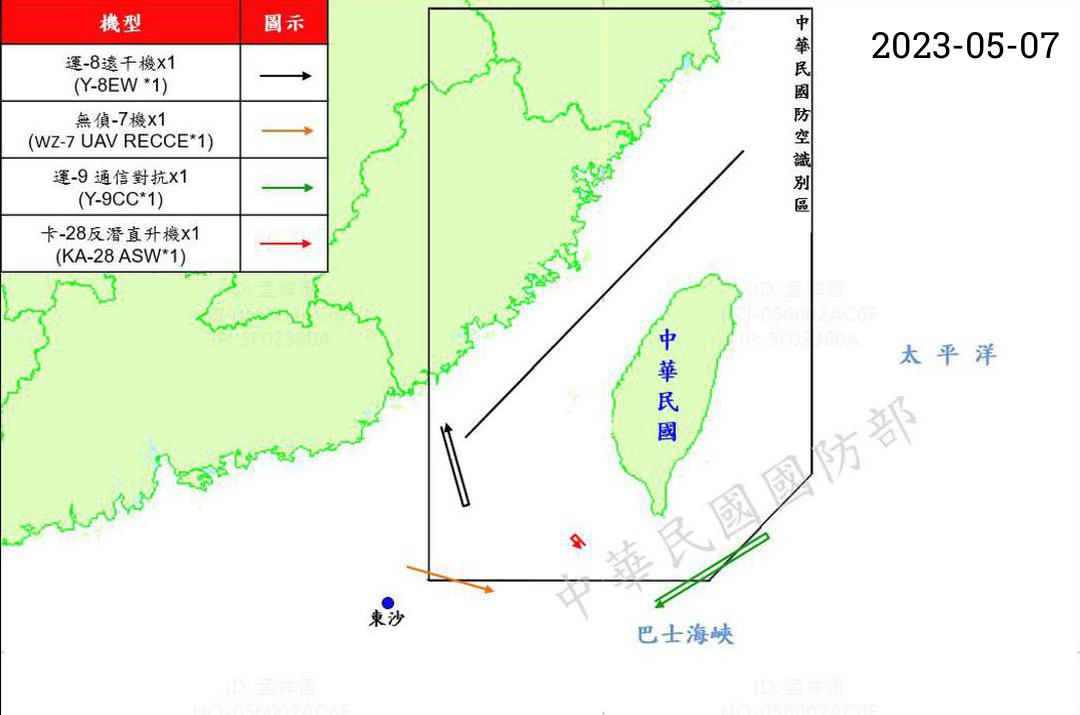 機型 圖示
運-8遠干機x1
(Y-8EW *1)
無偵-7機x1
(WZ-7 UAV RECCE*1)
運-9 通信對抗x1
(Y-9CC*1)
卡-28反潛直升機x1
(KA-28 ASW*1)
2023-05-07
中華民國防空識別區
中華民國
太平洋
東沙
巴士海峽
中華民國國防部
ID: 孟祥雷
HQ-056002AC6F
IP: 5F02380A
ID: 孟祥雷
HQ-056002AC6F
IP: 5F02380A
ID: 孟祥雷
HQ-056002AC6F
ID: 孟祥雷
HQ-056002AC6F